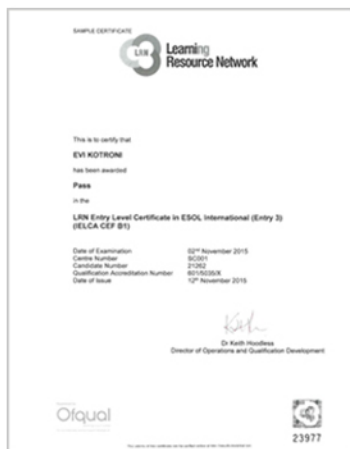 SAMPLE CERTIFICATE
LRN
Learning
Resource Network
This is to certify that
EVI KOTRONI
has been awarded
Pass
in the
LRN Entry Level Certificate in ESOL International (Entry 3)
(IELCA CEF B1)
Date of Examination 02nd November 2015
Centre Number SC001
Candidate Number 21262
Qualification Accreditation Number 601/5035/X
Date of Issue 12th November 2015
Dr Keith Hoodless
Director of Operations and Qualification Development
Ofqual
23977